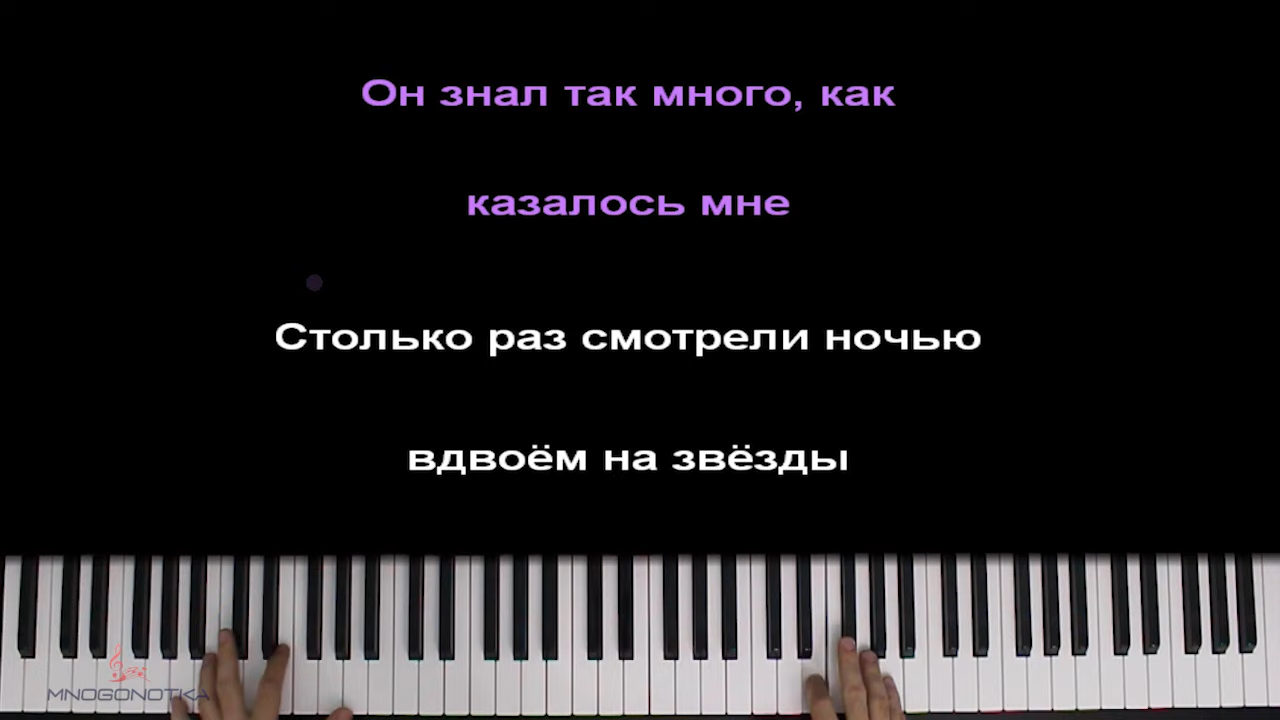 Он знал так много, как
казалось мне
Столько раз смотрели ночью
вдвоём на звёзды
MNOGONOTKA